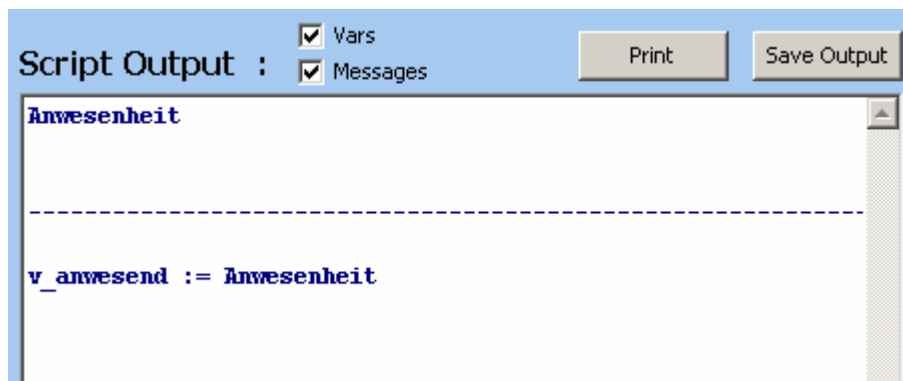 Script Output :
Vars
Messages
Print
Save Output
Anwesenheit
------------------------------------------------------------
v_anwesend := Anwesenheit